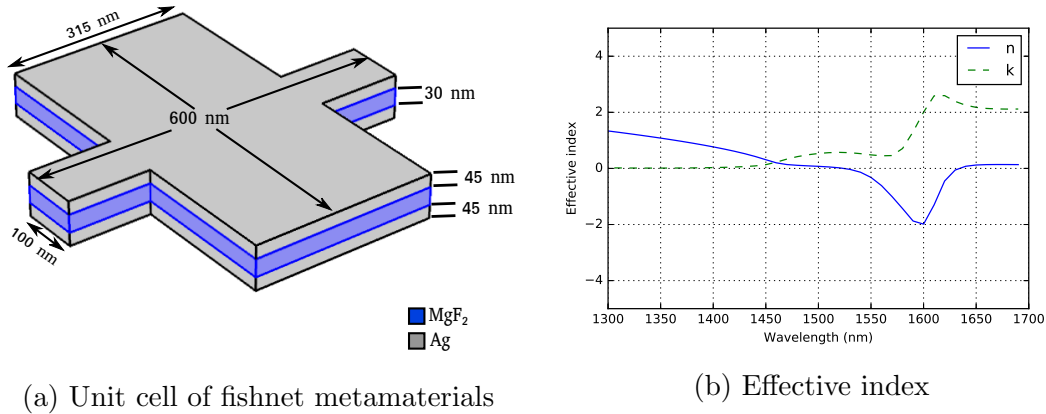 315 nm
30 nm
600 nm
45 nm
45 nm
100 nm
MgF₂
Ag
(a) Unit cell of fishnet metamaterials
n
k
Effective index
4
2
0
−2
−4
1300 1350 1400 1450 1500 1550 1600 1650 1700
Wavelength (nm)
(b) Effective index